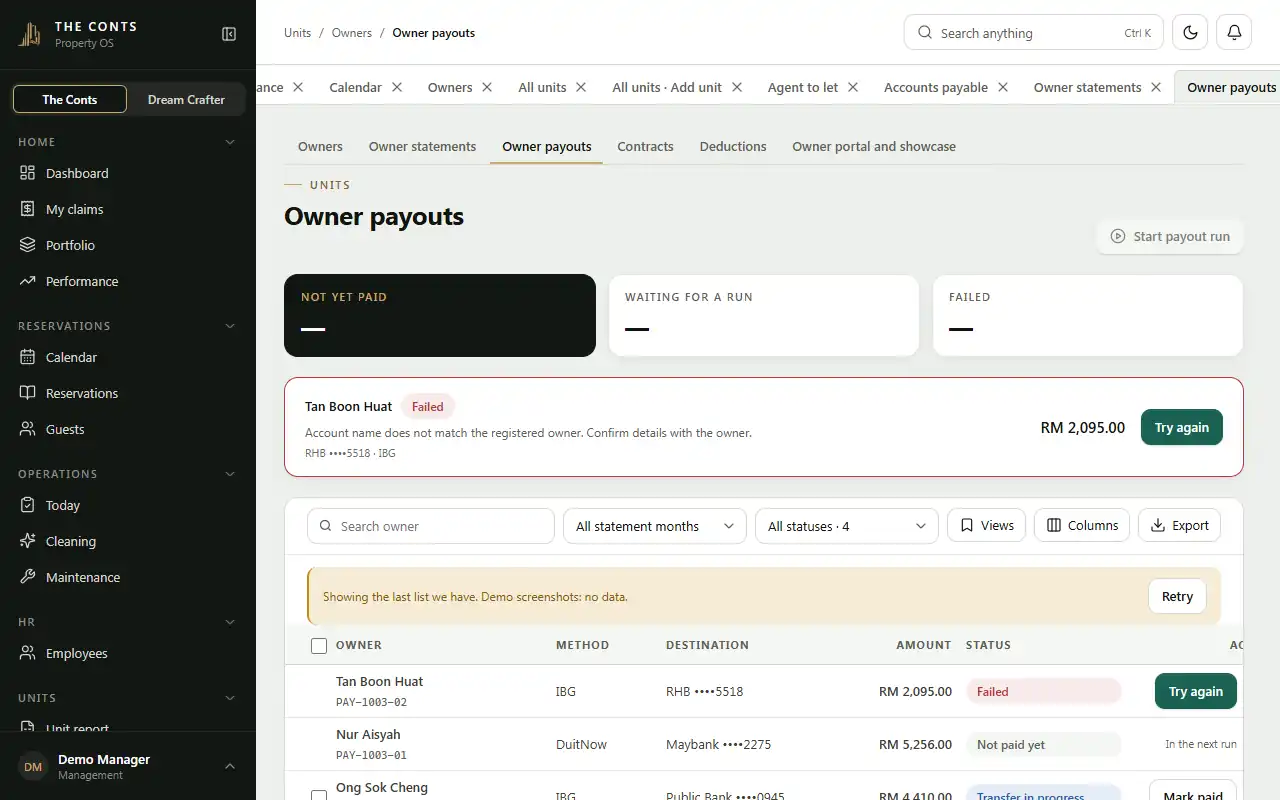 THE CONTS
Property OS
The Conts
Dream Crafter
HOME
Dashboard
My claims
Portfolio
Performance
RESERVATIONS
Calendar
Reservations
Guests
OPERATIONS
Today
Cleaning
Maintenance
HR
Employees
UNITS
Unit report
DM
Demo Manager
Management
Units / Owners / Owner payouts
Search anything Ctrl K
ance Calendar Owners All units All units · Add unit Agent to let Accounts payable Owner statements Owner payouts
Owners Owner statements Owner payouts Contracts Deductions Owner portal and showcase
UNITS
Owner payouts
Start payout run
NOT YET PAID
—
WAITING FOR A RUN
—
FAILED
—
Tan Boon Huat Failed
Account name does not match the registered owner. Confirm details with the owner.
RHB ••••5518 · IBG
RM 2,095.00 Try again
Search owner All statement months All statuses · 4 Views Columns Export
Showing the last list we have. Demo screenshots: no data. Retry
OWNER METHOD DESTINATION AMOUNT STATUS AC
Tan Boon Huat
PAY-1003-02
IBG RHB ••••5518 RM 2,095.00 Failed Try again
Nur Aisyah
PAY-1003-01
DuitNow Maybank ••••2275 RM 5,256.00 Not paid yet In the next run
Ong Sok Cheng
IBG Public Bank ••••0945 RM 4,410.00 Transfer in progress Mark paid